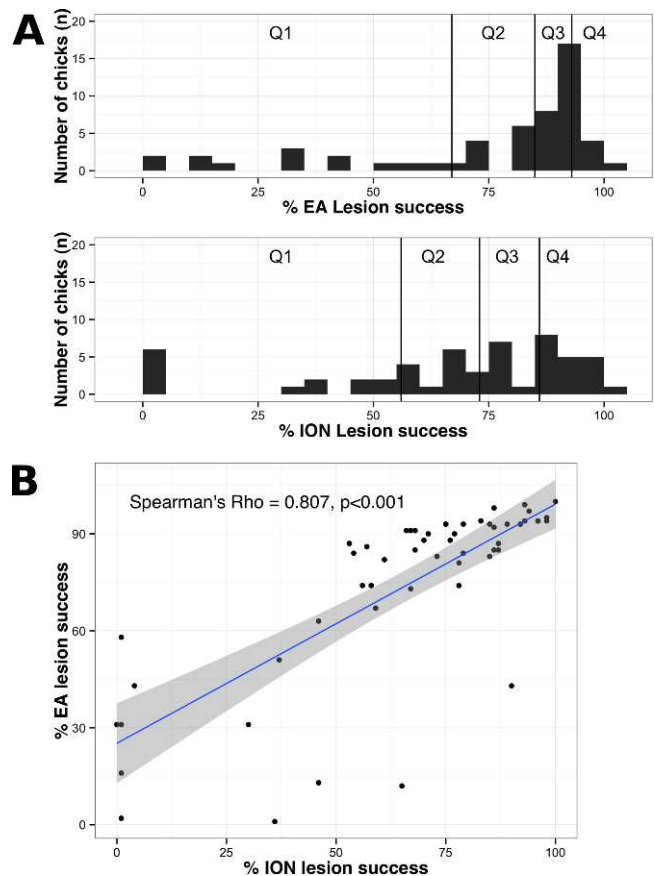 A
Number of chicks (n)
20
15
10
5
0
Q1 Q2 Q3 Q4
0 25 50 75 100
% EA Lesion success
Number of chicks (n)
20
15
10
5
0
Q1 Q2 Q3 Q4
0 25 50 75 100
% ION Lesion success
B
Spearman's Rho = 0.807, p<0.001
% EA lesion success
90
60
30
0
0 25 50 75 100
% ION lesion success